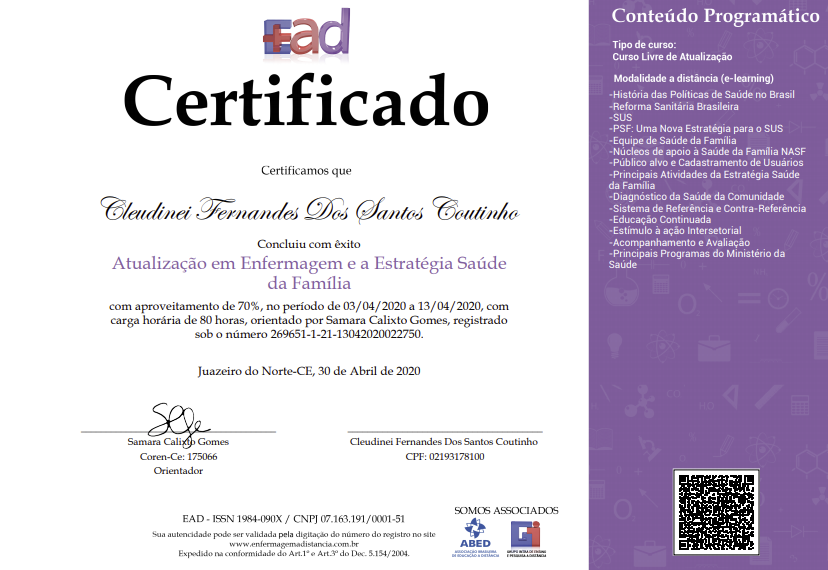 Ead
Certificado
Certificamos que
Cleudinei Fernandes Dos Santos Coutinho
Concluiu com êxito
Atualização em Enfermagem e a Estratégia Saúde
da Família
com aproveitamento de 70%, no período de 03/04/2020 a 13/04/2020, com
carga horária de 80 horas, orientado por Samara Calixto Gomes, registrado
sob o número 269651-1-21-13042020022750.
Juazeiro do Norte-CE, 30 de Abril de 2020
Samara Calixto Gomes
Coren-Ce: 175066
Orientador
Cleudinei Fernandes Dos Santos Coutinho
CPF: 02193178100
EAD - ISSN 1984-090X / CNPJ 07.163.191/0001-51
Sua autencidade pode ser validada pela digitação do número do registro no site
www.enfermagemadistancia.com.br
Expedido na conformidade do Art.1º e Art.3º do Dec. 5.154/2004.
SOMOS ASSOCIADOS
ABED
ASSOCIAÇÃO BRASILEIRA
DE EDUCAÇÃO A DISTÂNCIA
GRUPO INTRA DE ENSINO
E PESQUISA A DISTÂNCIA
Conteúdo Programático
Tipo de curso:
Curso Livre de Atualização
Modalidade a distância (e-learning)
-História das Políticas de Saúde no Brasil
-Reforma Sanitária Brasileira
-SUS
-PSF: Uma Nova Estratégia para o SUS
-Equipe de Saúde da Família
-Núcleos de apoio à Saúde da Família NASF
-Público alvo e Cadastramento de Usuários
-Principais Atividades da Estratégia Saúde
da Família
-Diagnóstico da Saúde da Comunidade
-Sistema de Referência e Contra-Referência
-Educação Continuada
-Estímulo à ação Intersetorial
-Acompanhamento e Avaliação
-Principais Programas do Ministério da
Saúde